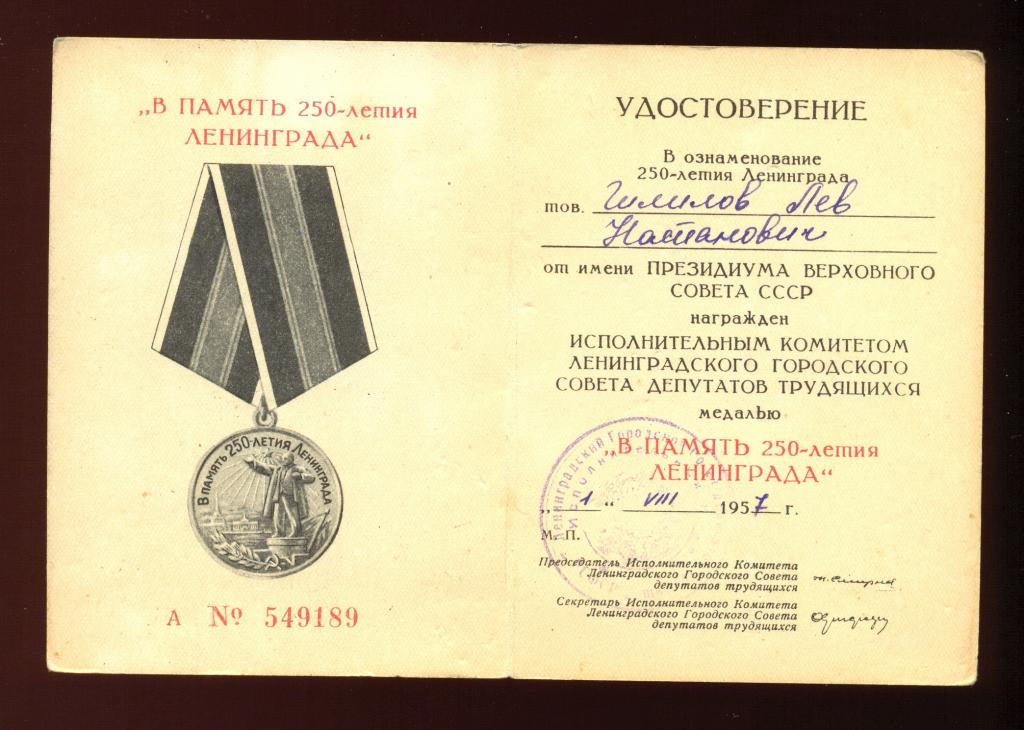 „В ПАМЯТЬ 250-летия
ЛЕНИНГРАДА“
В ПАМЯТЬ 250-ЛЕТИЯ ЛЕНИНГРАДА
А № 549189
УДОСТОВЕРЕНИЕ
В ознаменование
250-летия Ленинграда
тов. Лев
от имени ПРЕЗИДИУМА ВЕРХОВНОГО
СОВЕТА СССР
награжден
ИСПОЛНИТЕЛЬНЫМ КОМИТЕТОМ
ЛЕНИНГРАДСКОГО ГОРОДСКОГО
СОВЕТА ДЕПУТАТОВ ТРУДЯЩИХСЯ
медалью
„В ПАМЯТЬ 250-летия
ЛЕНИНГРАДА“
„1“ VIII 1957 г.
М. П.
Председатель Исполнительного Комитета
Ленинградского Городского Совета
депутатов трудящихся
Секретарь Исполнительного Комитета
Ленинградского Городского Совета
депутатов трудящихся